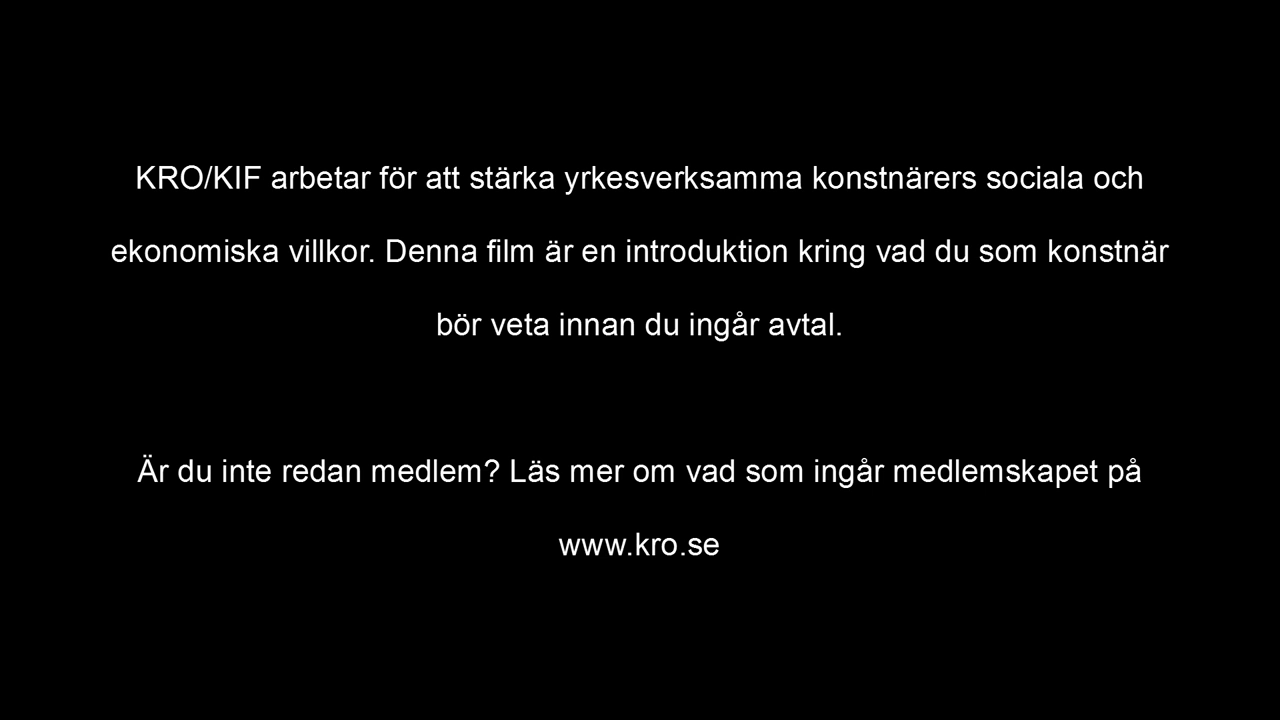 KRO/KIF arbetar för att stärka yrkesverksamma konstnärers sociala och
ekonomiska villkor. Denna film är en introduktion kring vad du som konstnär
bör veta innan du ingår avtal.
Är du inte redan medlem? Läs mer om vad som ingår medlemskapet på
www.kro.se